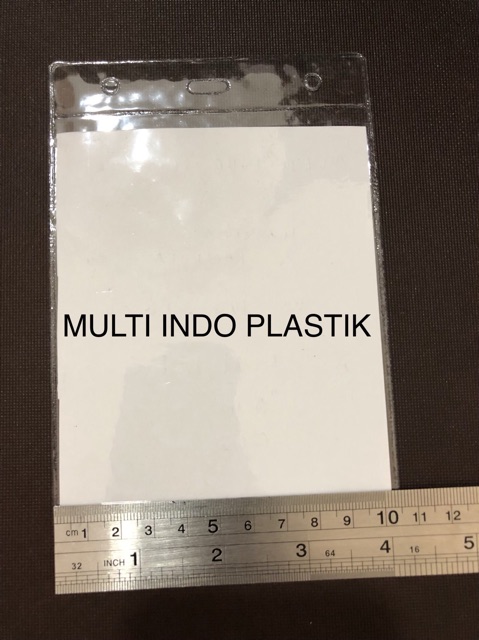 MULTI INDO PLASTIK
cm 1 2 3 4 5 6 7 8 9 10 11 12
32 INCH 1 2 3 64 4 16 5